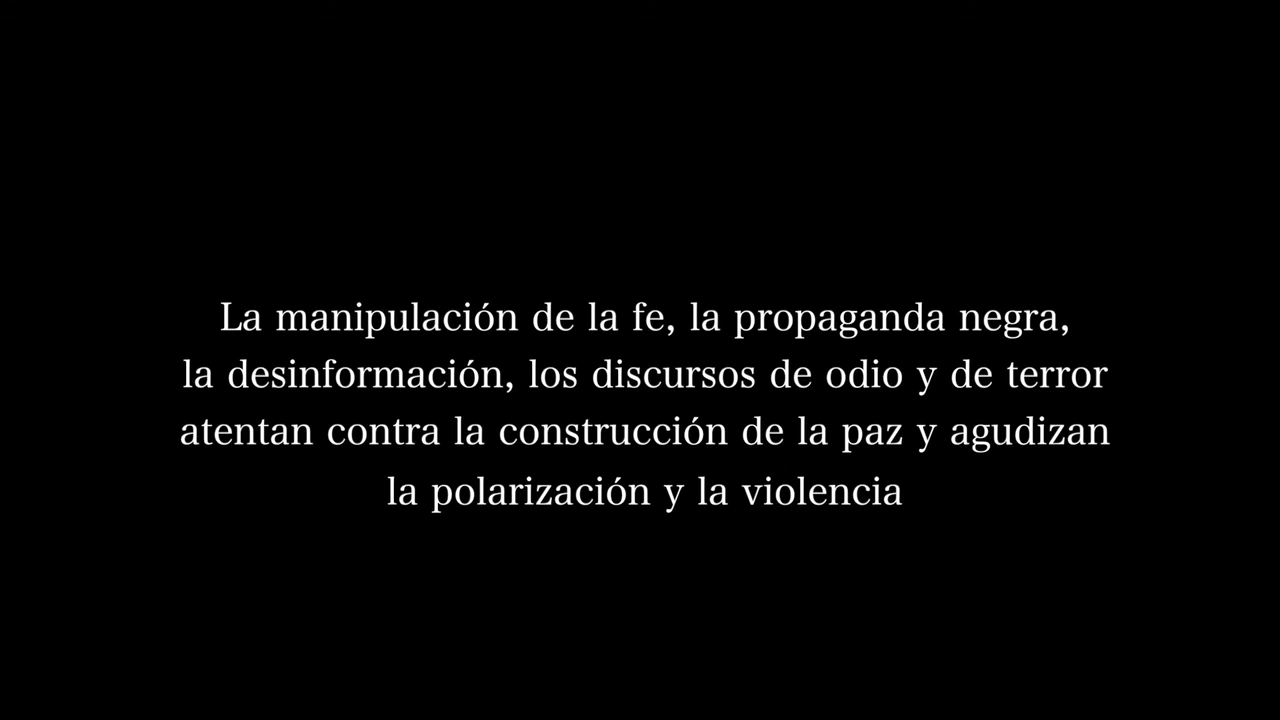 La manipulación de la fe, la propaganda negra,
la desinformación, los discursos de odio y de terror
atentan contra la construcción de la paz y agudizan
la polarización y la violencia